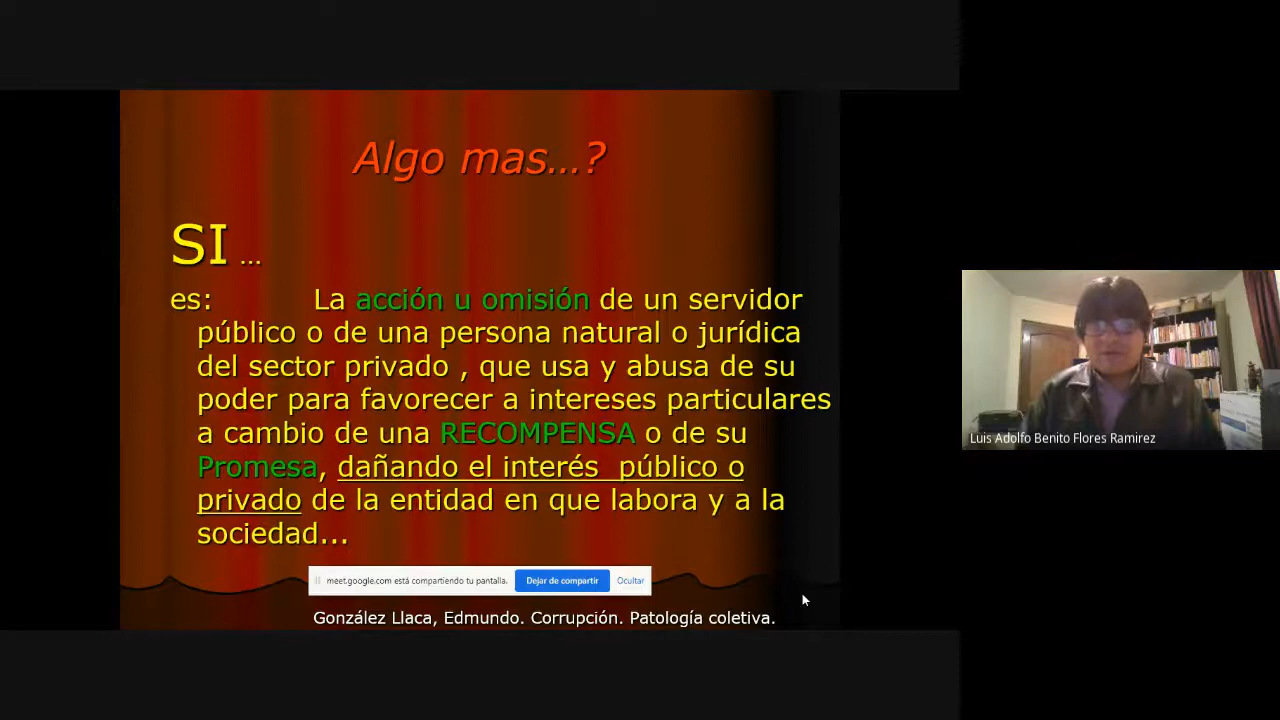 Algo mas...?
SI ...
es: La acción u omisión de un servidor
público o de una persona natural o jurídica
del sector privado , que usa y abusa de su
poder para favorecer a intereses particulares
a cambio de una RECOMPENSA o de su
Promesa, dañando el interés público o
privado de la entidad en que labora y a la
sociedad...
meet.google.com está compartiendo tu pantalla. Dejar de compartir Ocultar
González Llaca, Edmundo. Corrupción. Patología coletiva.
Luis Adolfo Benito Flores Ramirez